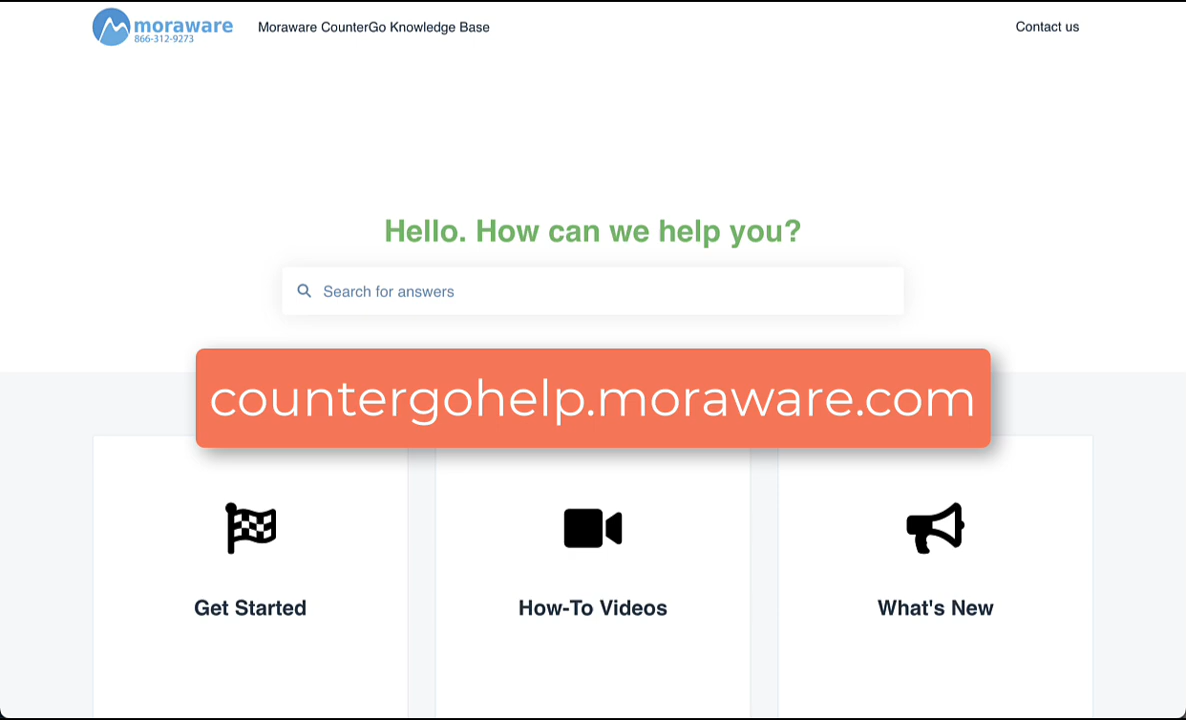 moraware
866-312-9273
Moraware CounterGo Knowledge Base
Contact us
Hello. How can we help you?
Search for answers
countergohelp.moraware.com
Get Started
How-To Videos
What's New